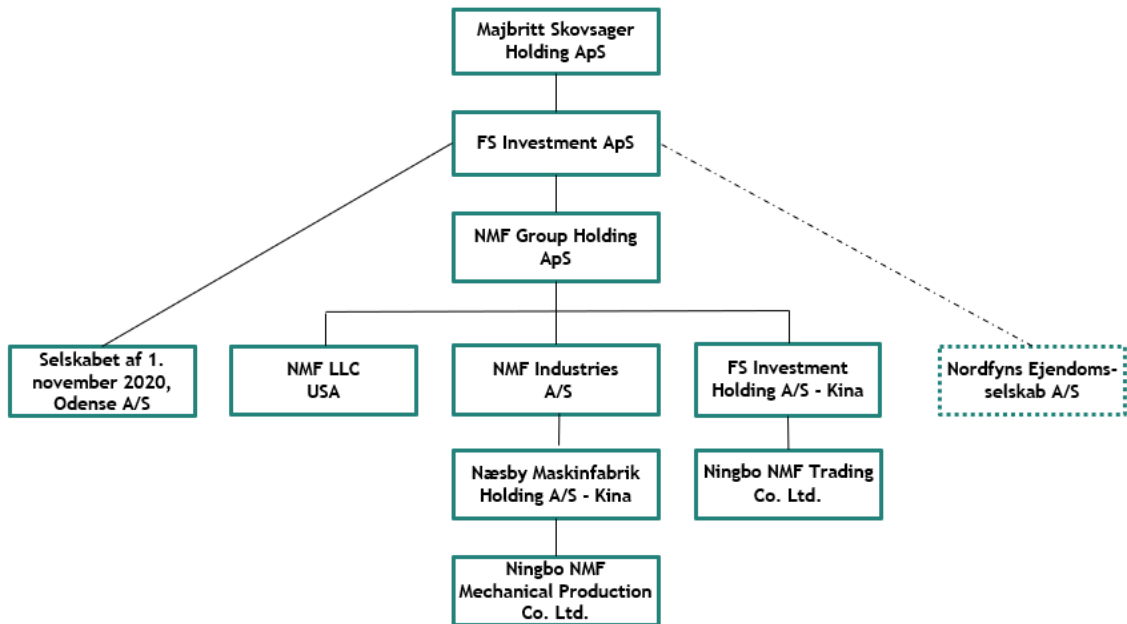 Majbritt Skovsager
Holding ApS
FS Investment ApS
NMF Group Holding
ApS
Selskabet af 1.
november 2020,
Odense A/S
NMF LLC
USA
NMF Industries
A/S
FS Investment
Holding A/S - Kina
Nordfyns Ejendoms-
selskab A/S
Næsby Maskinfabrik
Holding A/S - Kina
Ningbo NMF Trading
Co. Ltd.
Ningbo NMF
Mechanical Production
Co. Ltd.